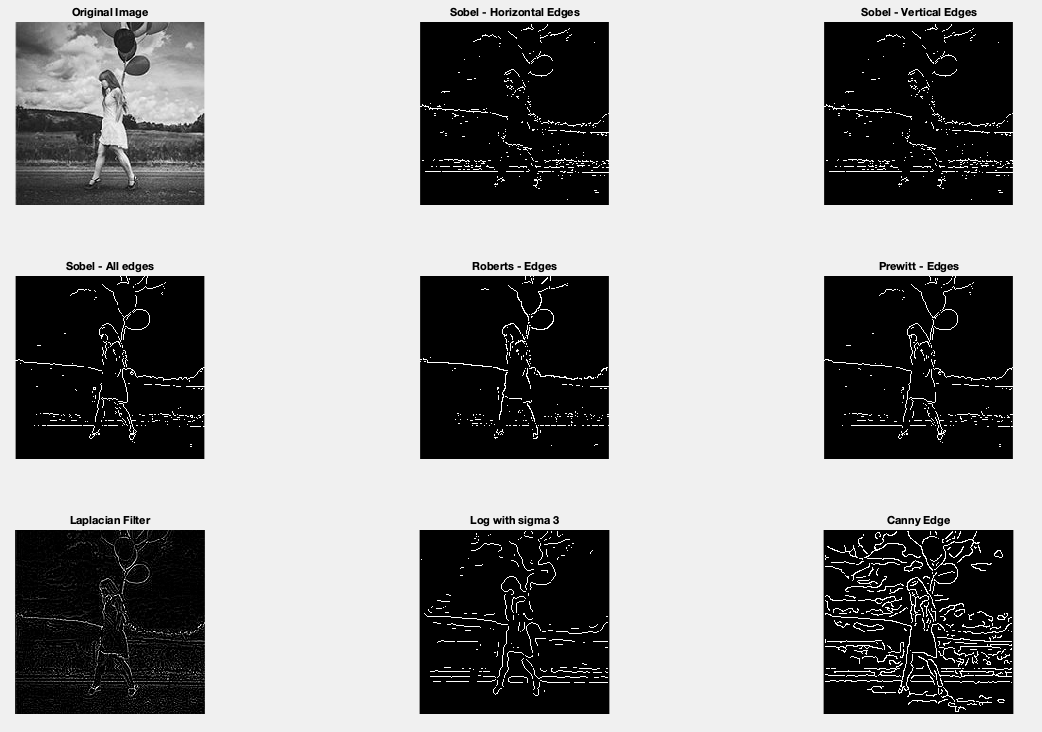 Original Image
Sobel - Horizontal Edges
Sobel - Vertical Edges
Sobel - All edges
Roberts - Edges
Prewitt - Edges
Laplacian Filter
Log with sigma 3
Canny Edge